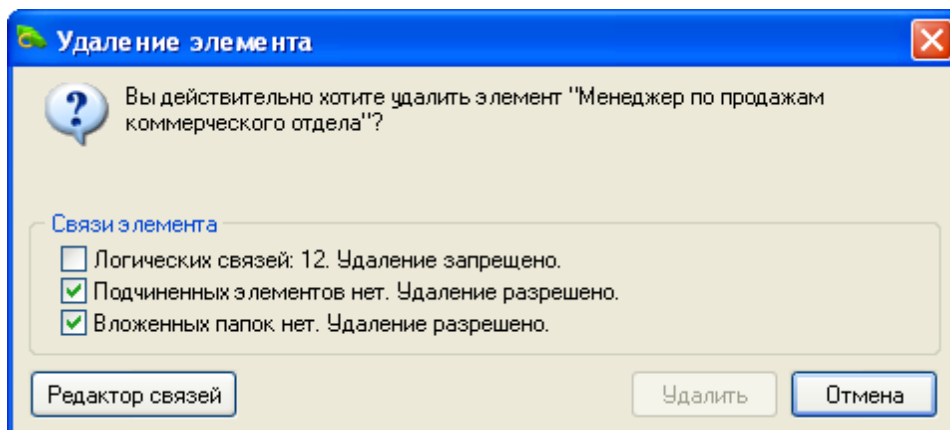 Удаление элемента
Вы действительно хотите удалить элемент "Менеджер по продажам
коммерческого отдела"?
Связи элемента
Логических связей: 12. Удаление запрещено.
Подчиненных элементов нет. Удаление разрешено.
Вложенных папок нет. Удаление разрешено.
Редактор связей
Удалить
Отмена